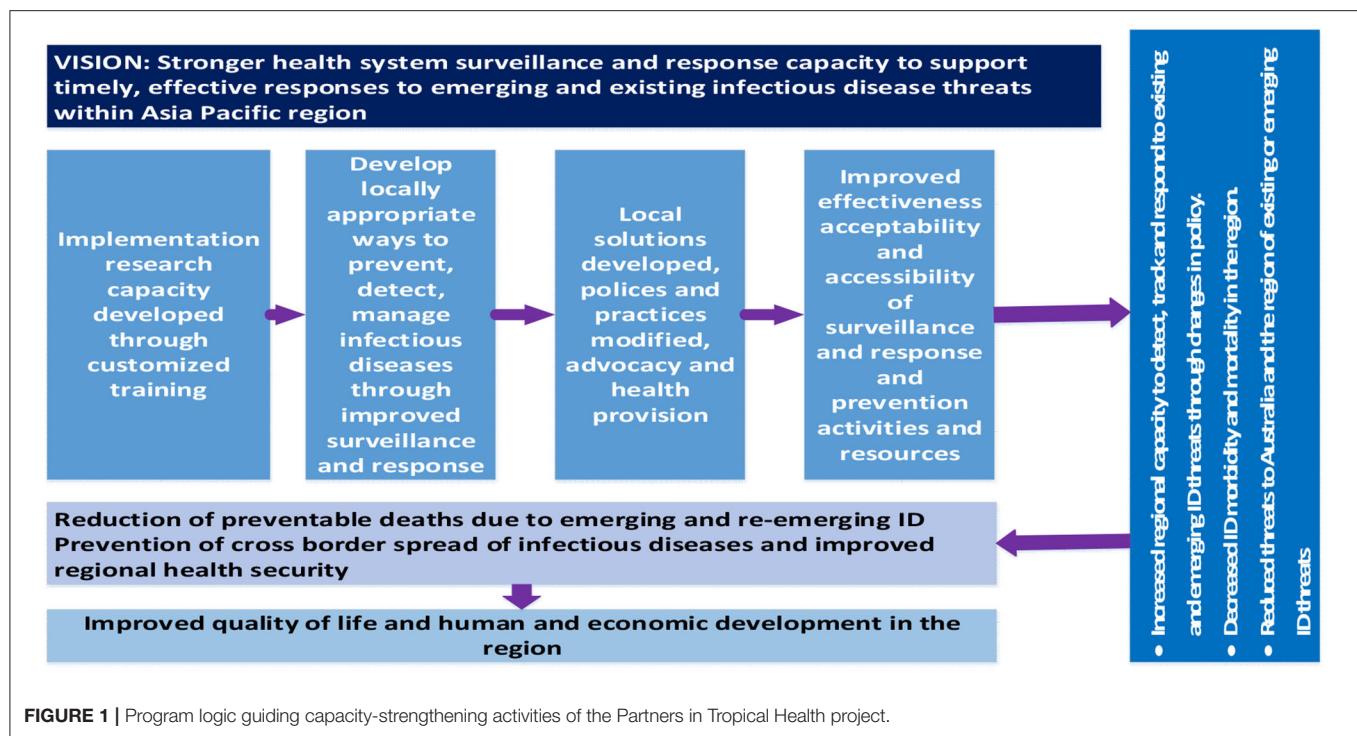 VISION: Stronger health system surveillance and response capacity to support
timely, effective responses to emerging and existing infectious disease threats
within Asia Pacific region
Implementation
research
capacity
developed
through
customized
training
Develop
locally
appropriate
ways to
prevent,
detect,
manage
infectious
diseases
through
improved
surveillance
and response
Local
solutions
developed,
polices and
practices
modified,
advocacy and
health
provision
Improved
effectiveness
acceptability
and
accessibility
of
surveillance
and response
and
prevention
activities and
resources
● Increased regional capacity to detect, track and respond to existing
and emerging ID threats through changes in policy.
● Decreased ID morbidity and mortality in the region.
● Reduced threats to Australia and the region of existing or emerging
ID threats
Reduction of preventable deaths due to emerging and re-emerging ID
Prevention of cross border spread of infectious diseases and improved
regional health security
Improved quality of life and human and economic development in the
region
FIGURE 1 | Program logic guiding capacity-strengthening activities of the Partners in Tropical Health project.